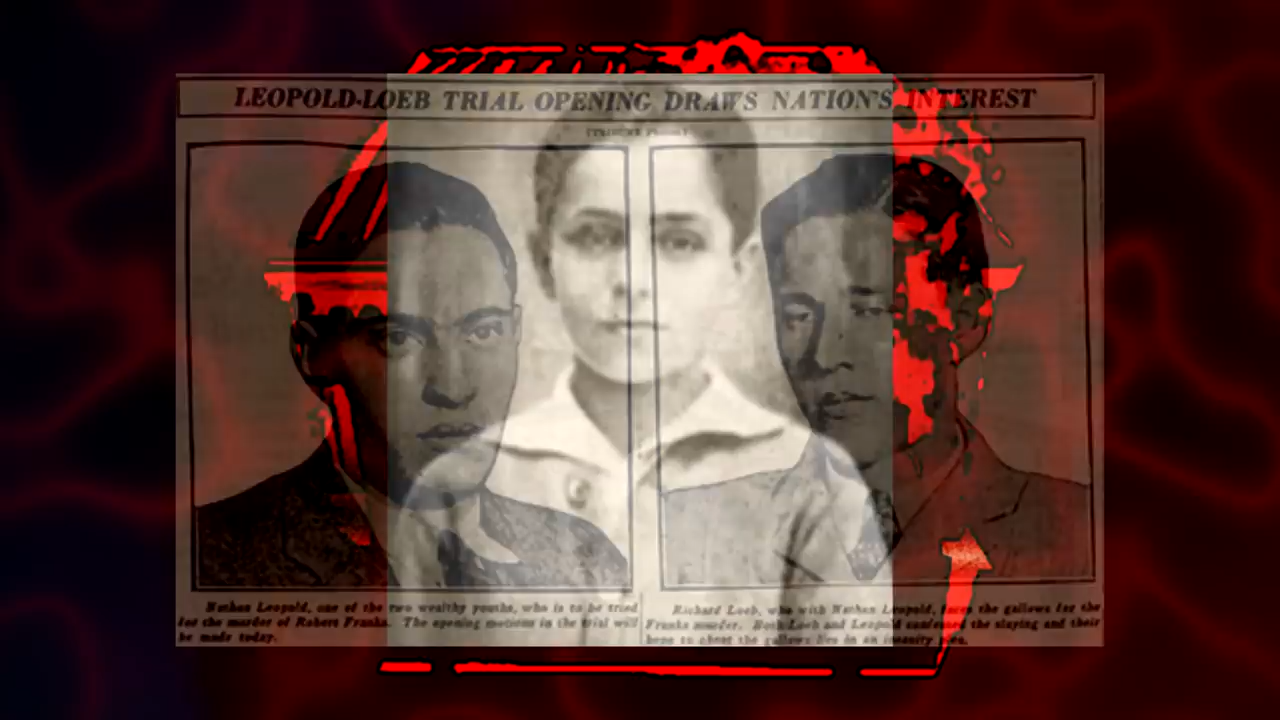 LEOPOLD-LOEB TRIAL OPENING DRAWS NATION'S INTEREST
Nathan Leopold, one of the two wealthy youths, who is to be tried
for the murder of Robert Franks. The opening motions in the trial will
be made today.
Richard Loeb, who with Nathan Leopold, faces the gallows for the
Franks murder. Both Loeb and Leopold confessed the slaying and their
hope to cheat the gallows lies in an insanity plea.